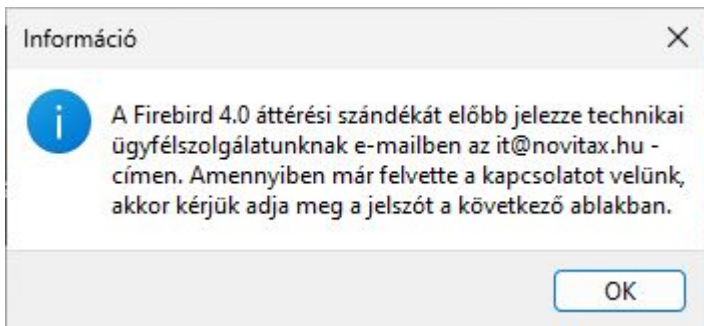 Információ
A Firebird 4.0 áttérési szándékát előbb jelezze technikai
ügyfélszolgálatunknak e-mailben az it@novitax.hu -
címen. Amennyiben már felvette a kapcsolatot velünk,
akkor kérjük adja meg a jelszót a következő ablakban.
OK